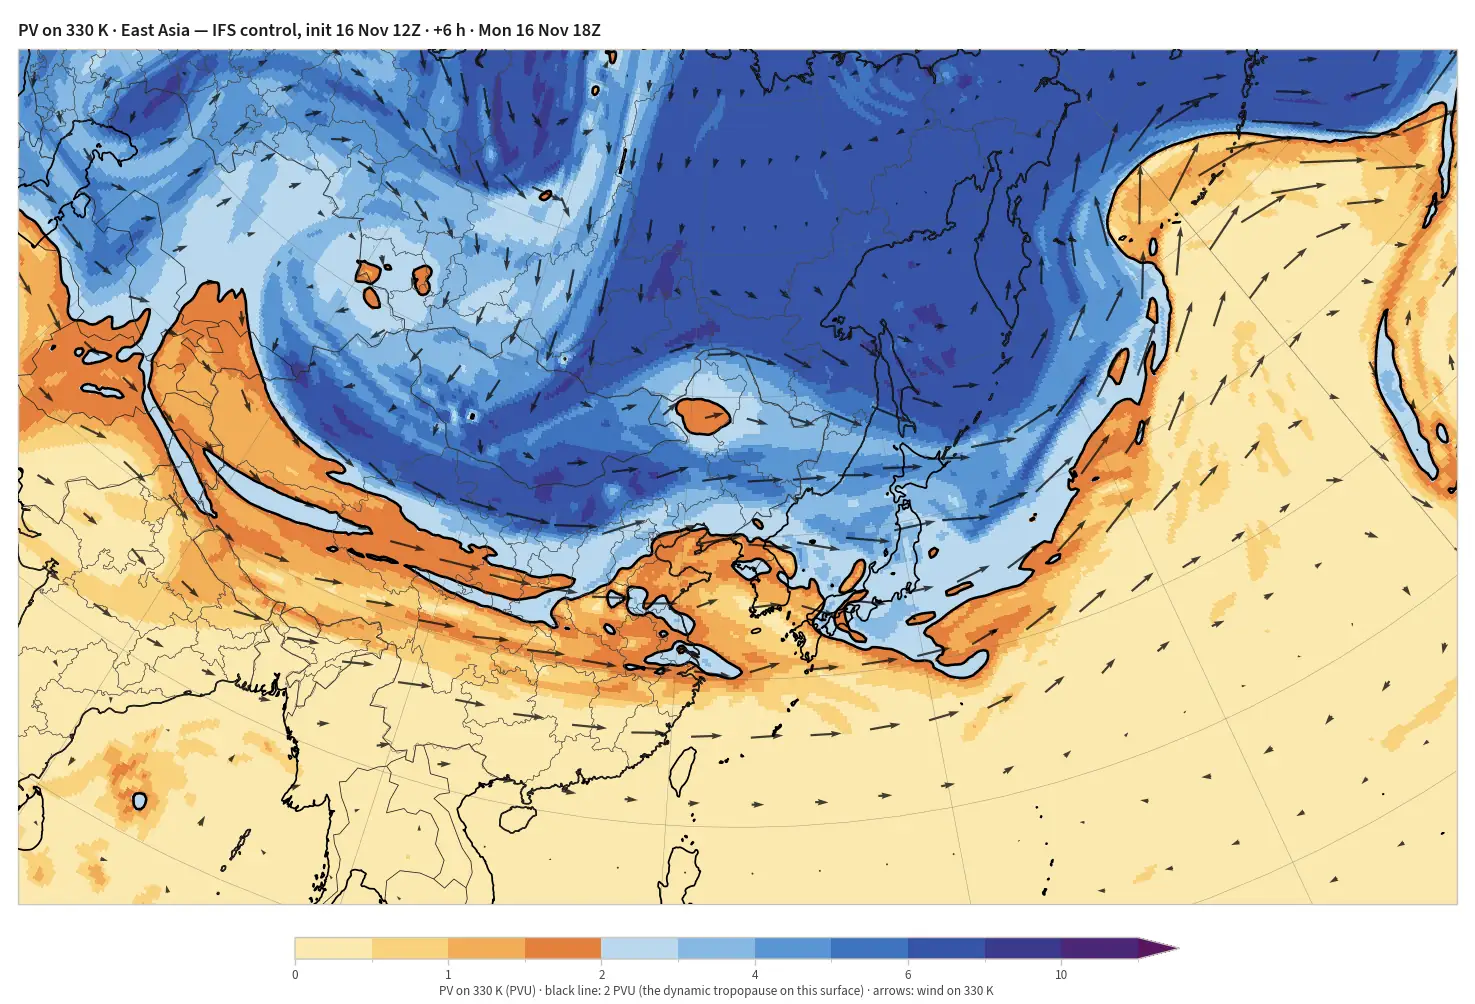 PV on 330 K · East Asia — IFS control, init 16 Nov 12Z · +6 h · Mon 16 Nov 18Z
0 1 2 4 6 10
PV on 330 K (PVU) · black line: 2 PVU (the dynamic tropopause on this surface) · arrows: wind on 330 K